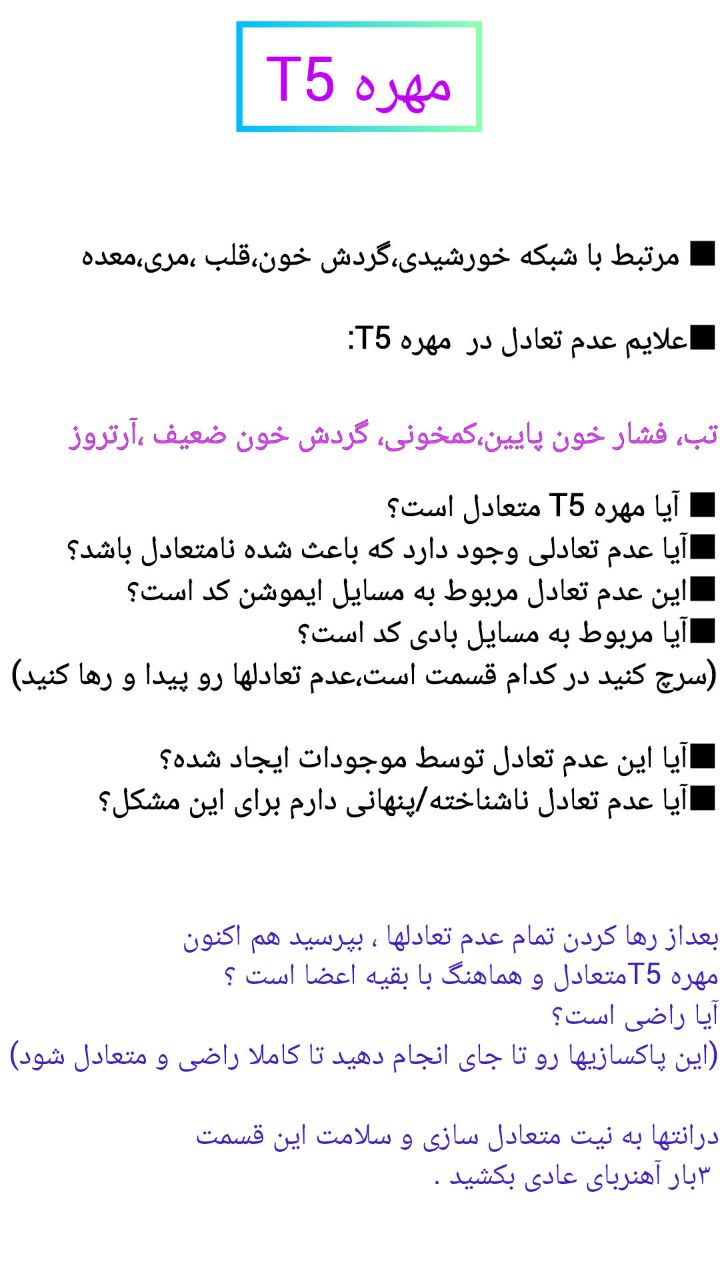 مهره T5
■ مرتبط با شبکه خورشیدی،گردش خون،قلب ،مری،معده
■علایم عدم تعادل در  مهره T5:
تب، فشار خون پایین،کمخونی، گردش خون ضعیف ،آرتروز
■ آیا مهره T5 متعادل است؟
■آیا عدم تعادلی وجود دارد که باعث شده نامتعادل باشد؟
■این عدم تعادل مربوط به مسایل ایموشن کد است؟
■آیا مربوط به مسایل بادی کد است؟
(سرچ کنید در کدام قسمت است،عدم تعادلها رو پیدا و رها کنید)
■آیا این عدم تعادل توسط موجودات ایجاد شده؟
■آیا عدم تعادل ناشناخته/پنهانی دارم برای این مشکل؟
بعداز رها کردن تمام عدم تعادلها ، بپرسید هم اکنون
مهره T5متعادل و هماهنگ با بقیه اعضا است ؟
آیا راضی است؟
(این پاکسازیها رو تا جای انجام دهید تا کاملا راضی و متعادل شود)
درانتها به نیت متعادل سازی و سلامت این قسمت
۳بار آهنربای عادی بکشید .